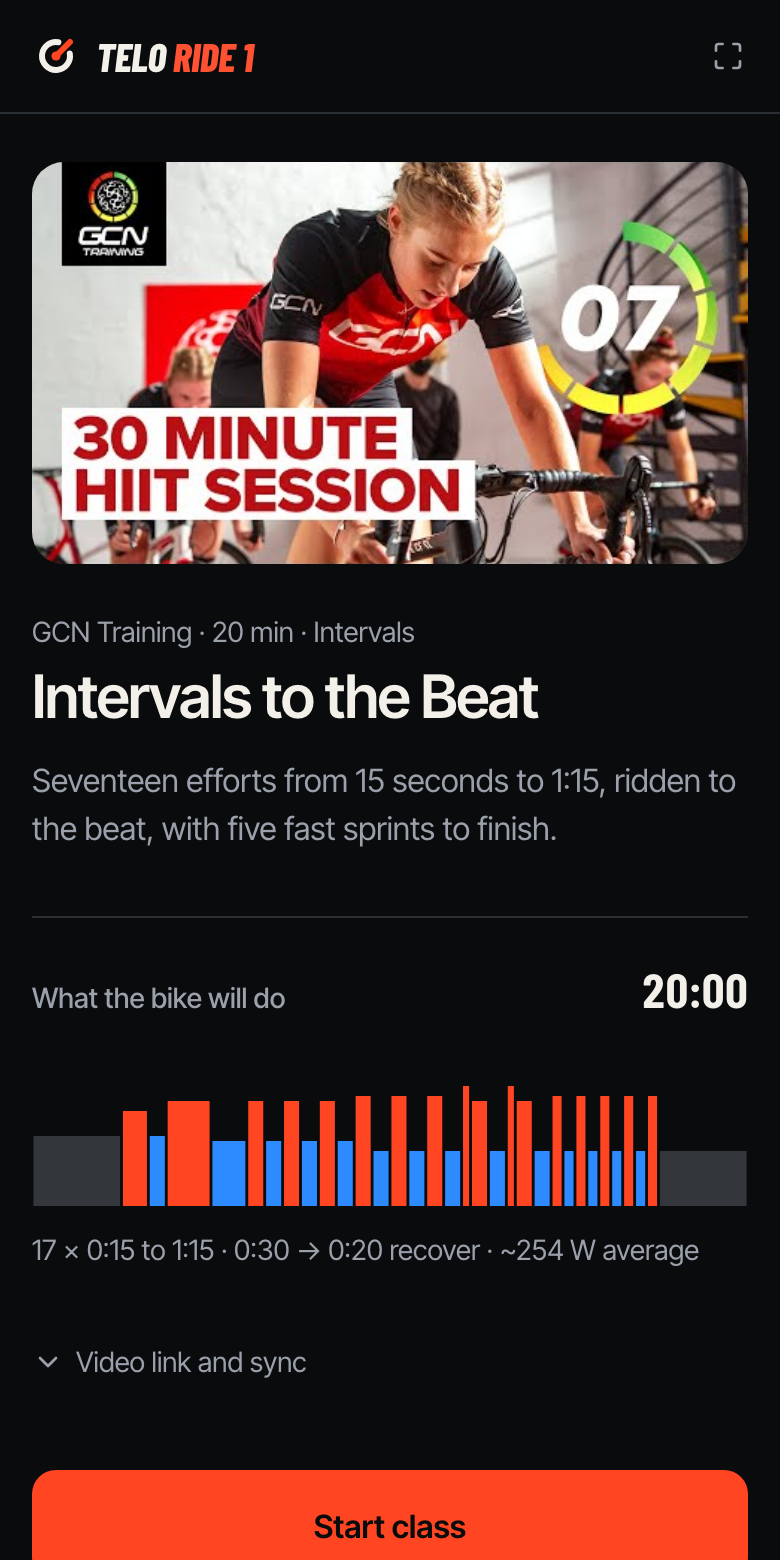 TELO RIDE 1
GCN
TRAINING
GCN
GCN
07
30 MINUTE
HIIT SESSION
GCN Training · 20 min · Intervals
Intervals to the Beat
Seventeen efforts from 15 seconds to 1:15, ridden to
the beat, with five fast sprints to finish.
What the bike will do
20:00
17 × 0:15 to 1:15 · 0:30 → 0:20 recover · ~254 W average
Video link and sync
Start class